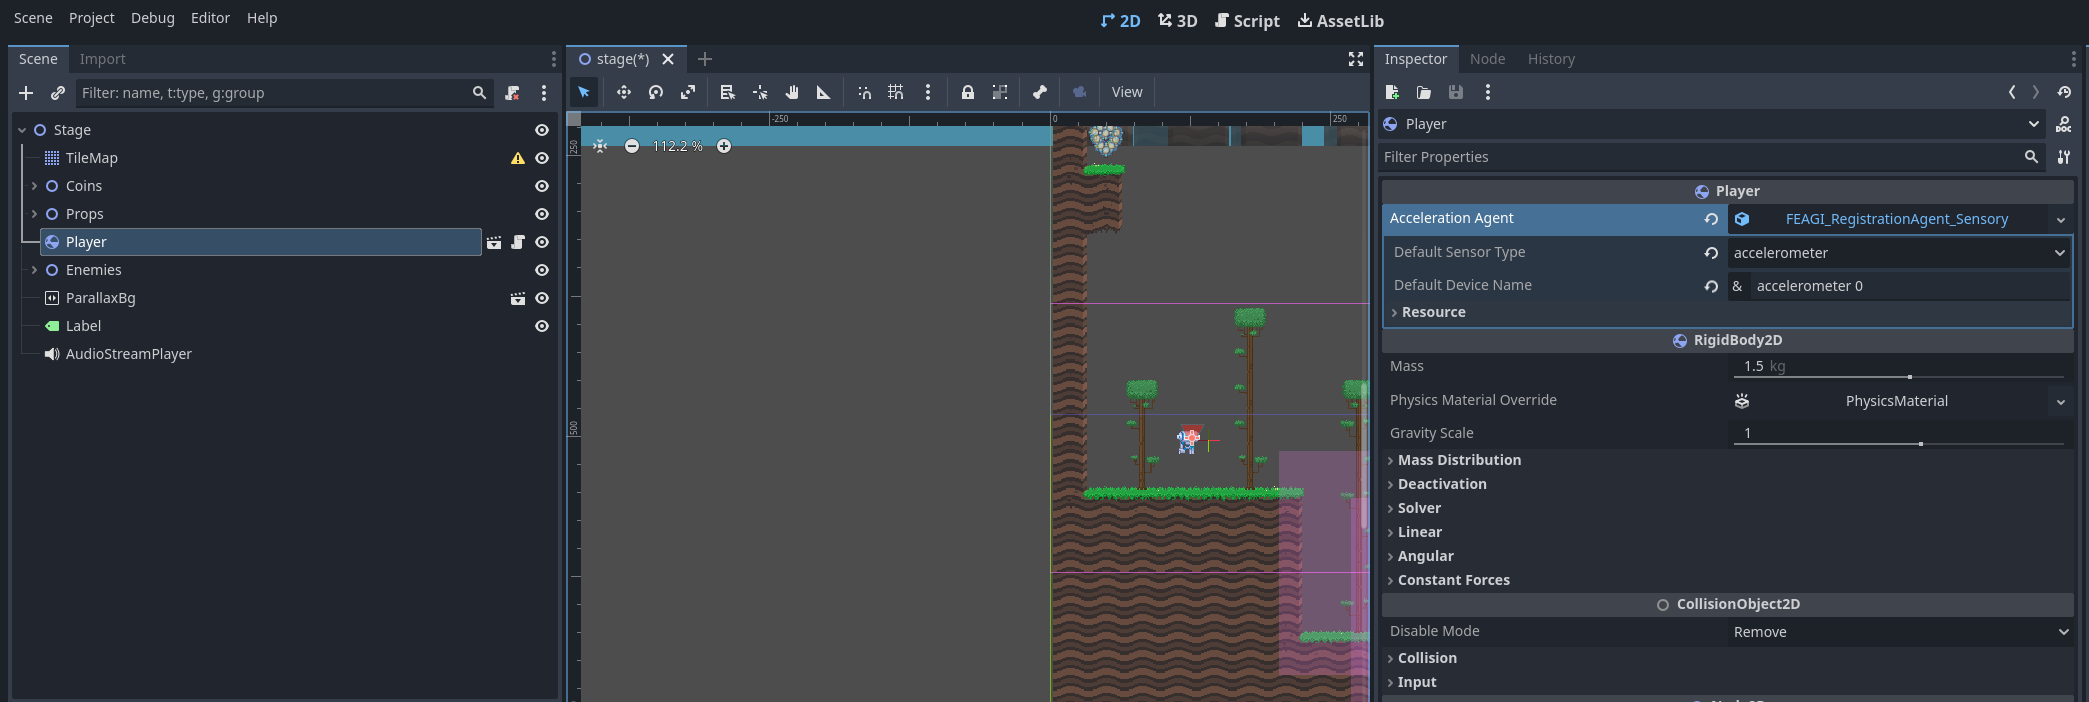 Scene Project Debug Editor Help
2D 3D Script AssetLib
Scene Import
Filter: name, t:type, g:group
Stage
TileMap
Coins
Props
Player
Enemies
ParallaxBg
Label
AudioStreamPlayer
stage(*)
View
-250 0 250
112.2 %
250
500
Inspector Node History
Player
Filter Properties
Player
Acceleration Agent FEAGI_RegistrationAgent_Sensory
Default Sensor Type accelerometer
Default Device Name & accelerometer 0
Resource
RigidBody2D
Mass 1.5 kg
Physics Material Override PhysicsMaterial
Gravity Scale 1
Mass Distribution
Deactivation
Solver
Linear
Angular
Constant Forces
CollisionObject2D
Disable Mode Remove
Collision
Input